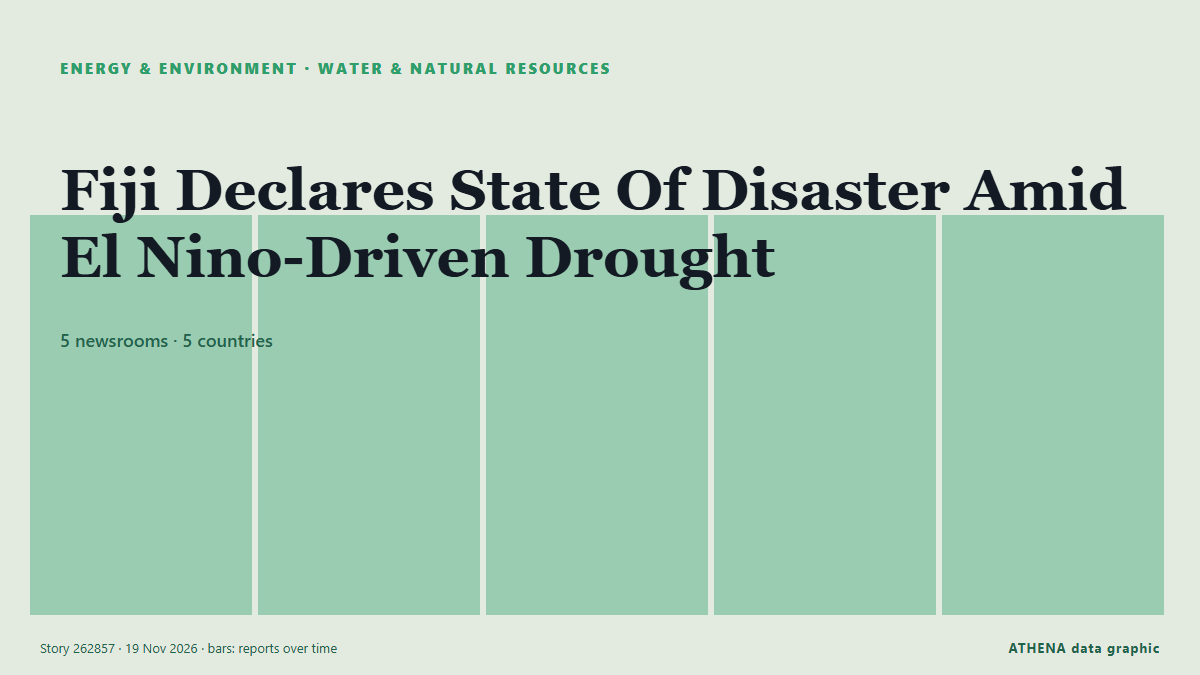 ENERGY & ENVIRONMENT · WATER & NATURAL RESOURCES
Fiji Declares State Of Disaster Amid
El Nino-Driven Drought
5 newsrooms · 5 countries
Story 262857 · 19 Nov 2026 · bars: reports over time
ATHENA data graphic